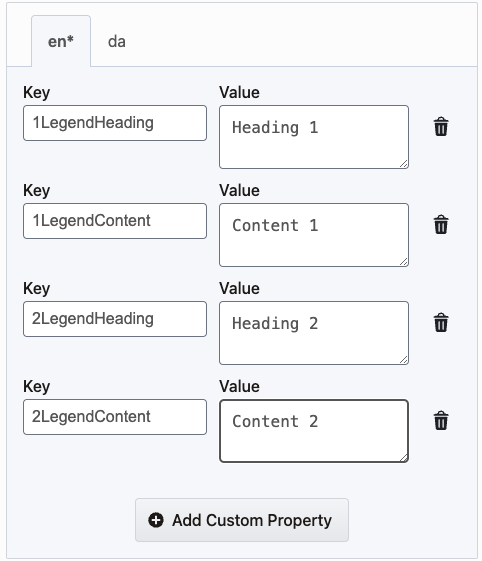 en* da
Key Value
1LegendHeading Heading 1
Key Value
1LegendContent Content 1
Key Value
2LegendHeading Heading 2
Key Value
2LegendContent Content 2
Add Custom Property